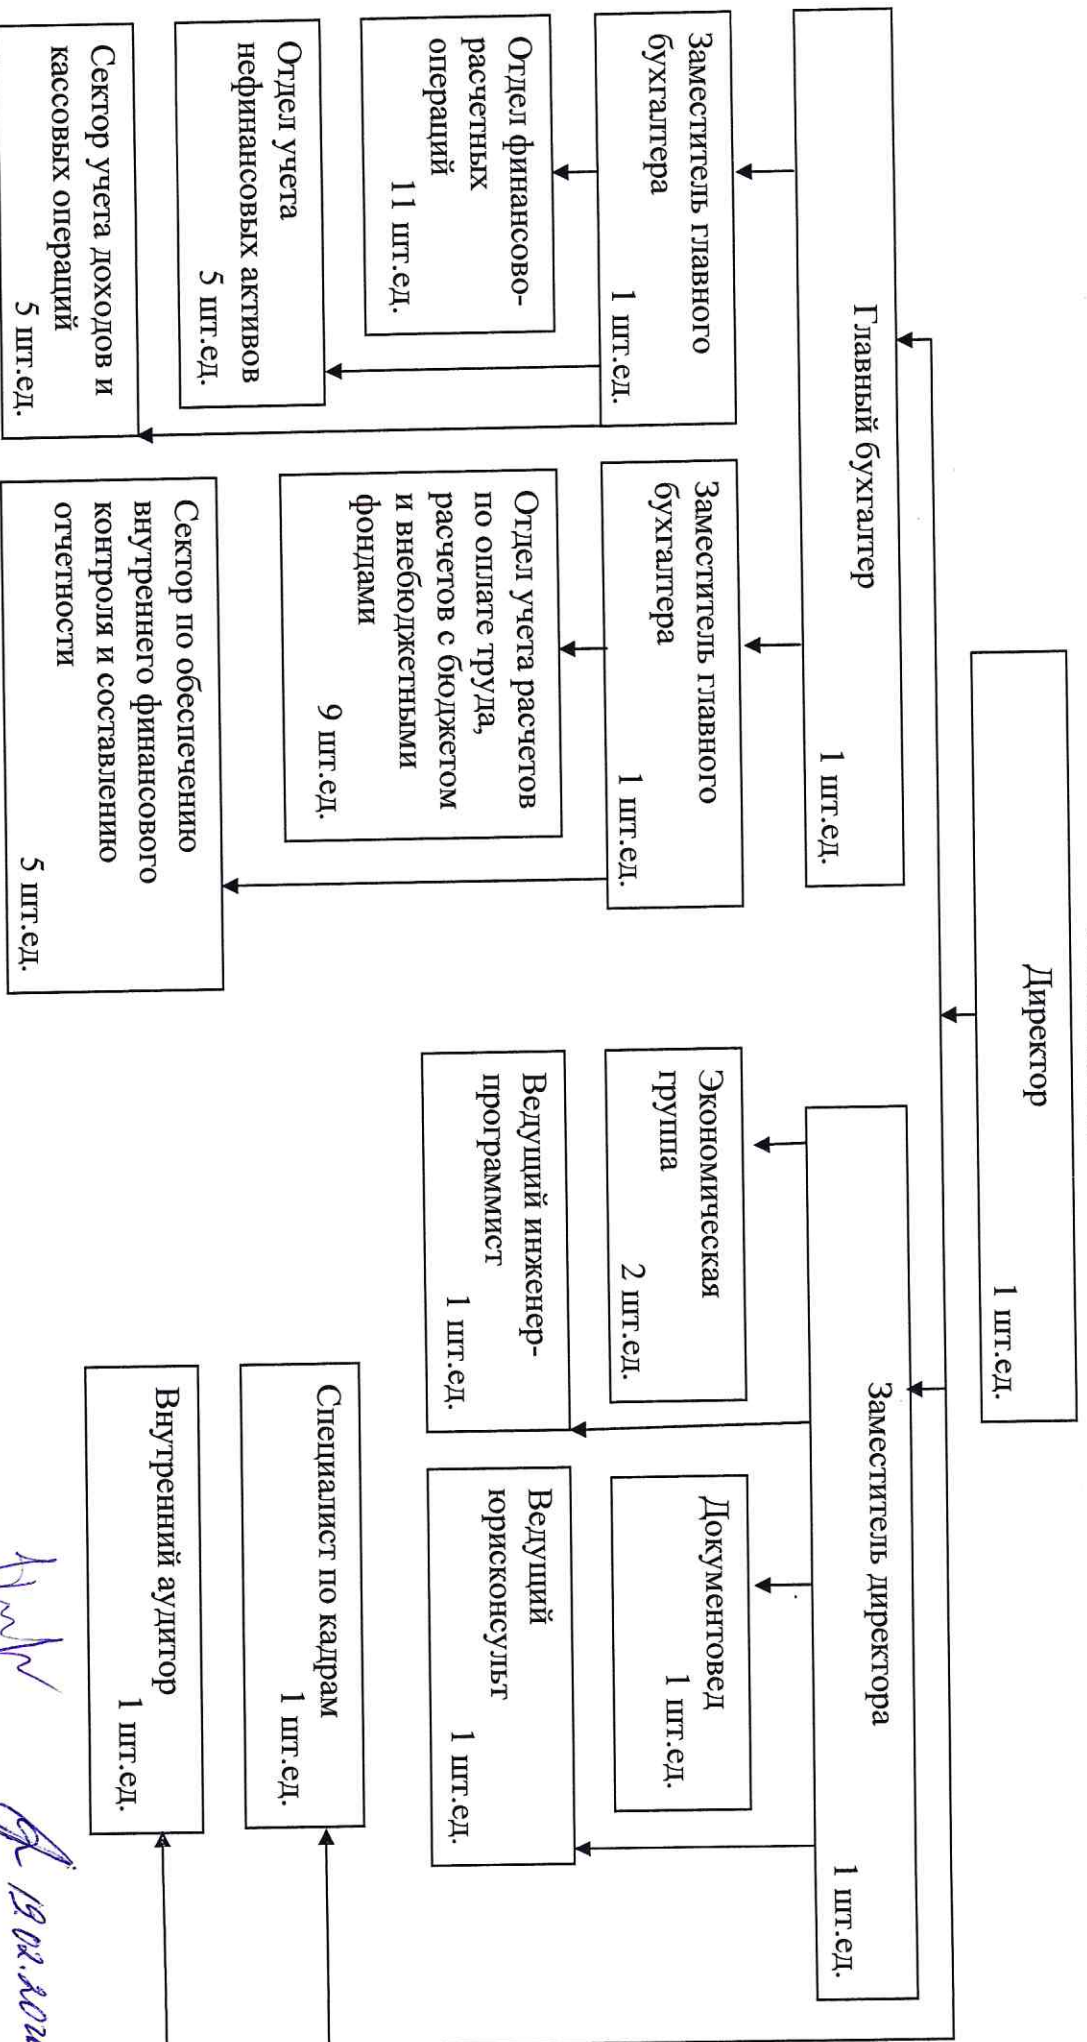 Директор
1 шт.ед.
Главный бухгалтер
1 шт.ед.
Заместитель директора
1 шт.ед.
Заместитель главного
бухгалтера
1 шт.ед.
Заместитель главного
бухгалтера
1 шт.ед.
Экономическая
группа
2 шт.ед.
Документовед
1 шт.ед.
Отдел финансово-
расчетных
операций
11 шт.ед.
Отдел учета расчетов
по оплате труда,
расчетов с бюджетом
и внебюджетными
фондами
9 шт.ед.
Ведущий инженер-
программист
1 шт.ед.
Ведущий
юрисконсульт
1 шт.ед.
Отдел учета
нефинансовых активов
5 шт.ед.
Специалист по кадрам
1 шт.ед.
Сектор учета доходов и
кассовых операций
5 шт.ед.
Сектор по обеспечению
внутреннего финансового
контроля и составлению
отчетности
5 шт.ед.
Внутренний аудитор
1 шт.ед.
19.02.